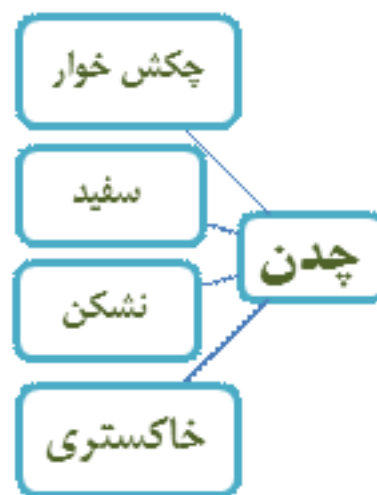 چکش خوار
سفید
چدن
نشکن
خاکستری